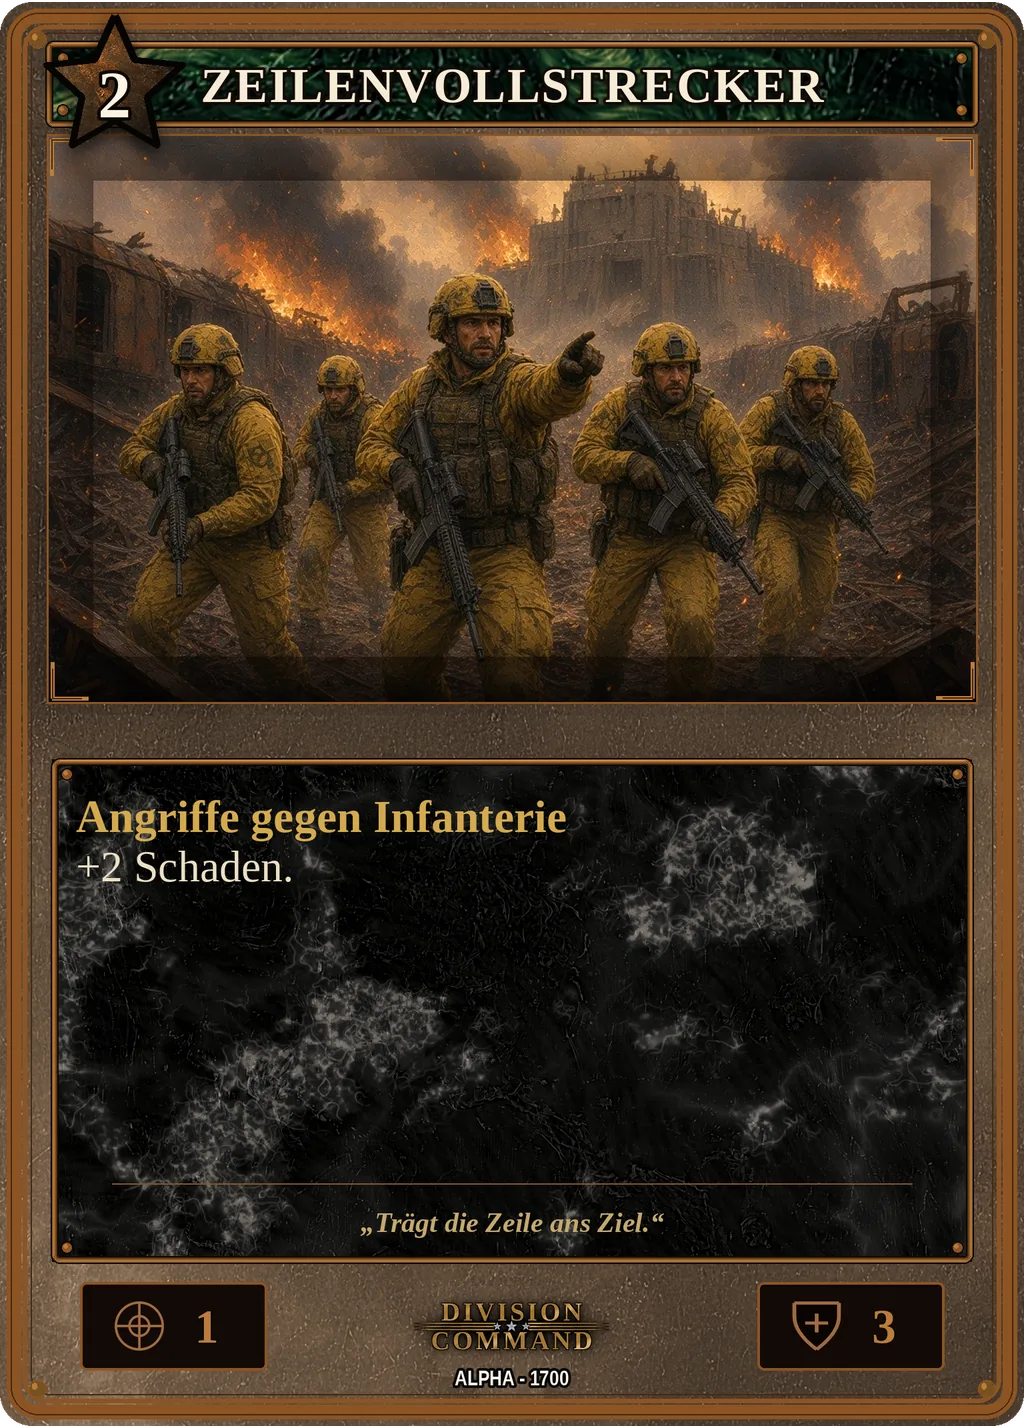 2
ZEILENVOLLSTRECKER
Angriffe gegen Infanterie
+2 Schaden.
„Trägt die Zeile ans Ziel.“
1
DIVISION
COMMAND
3
ALPHA - 1700